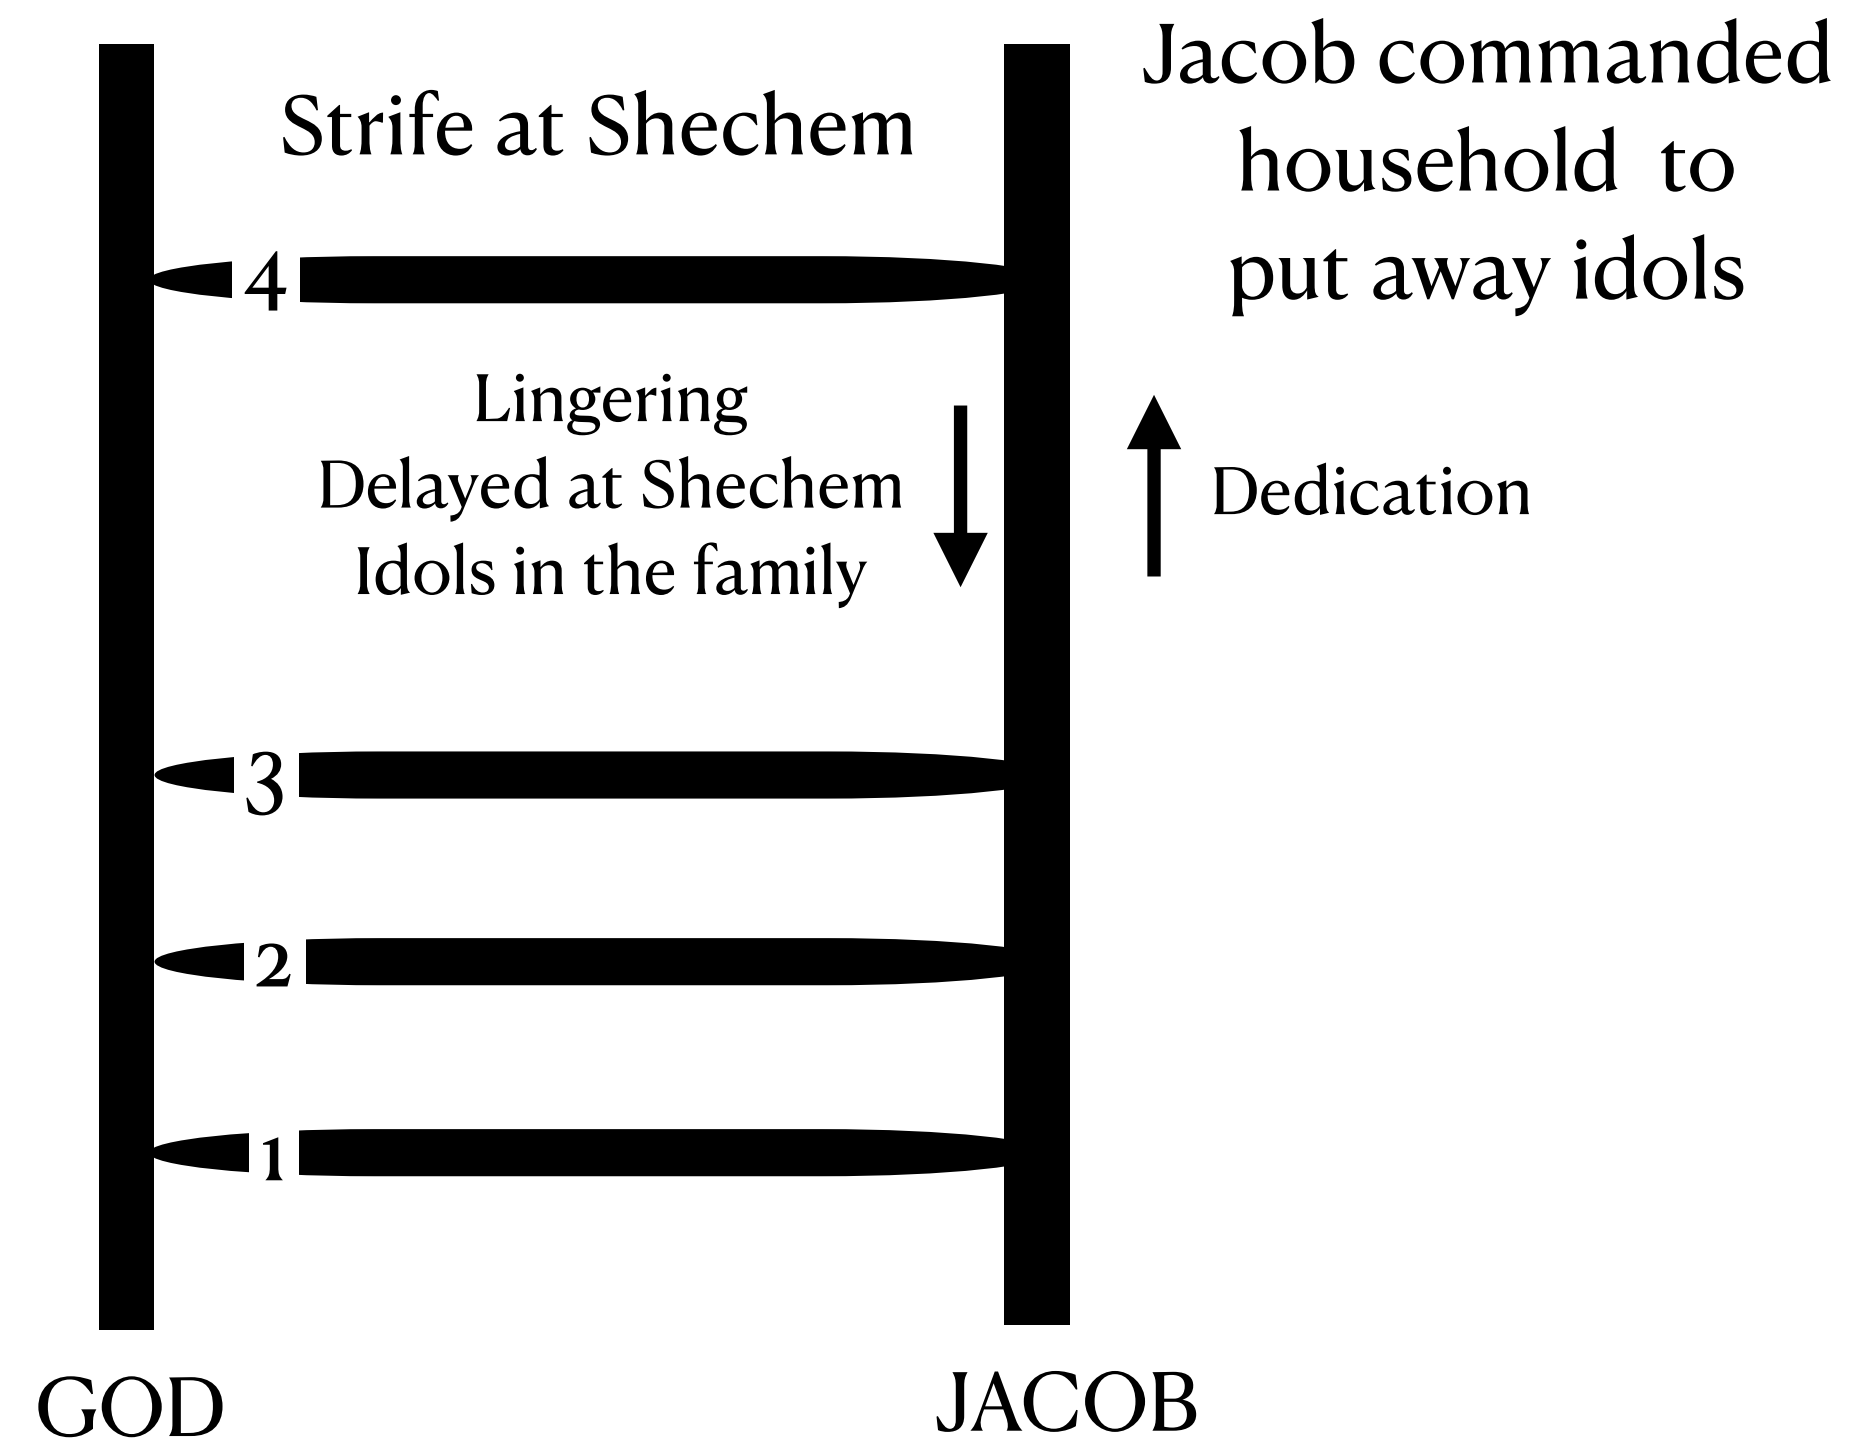 Jacob commanded
household to
put away idols
Strife at Shechem
4
Lingering
Delayed at Shechem
Idols in the family
Dedication
3
2
1
GOD
JACOB